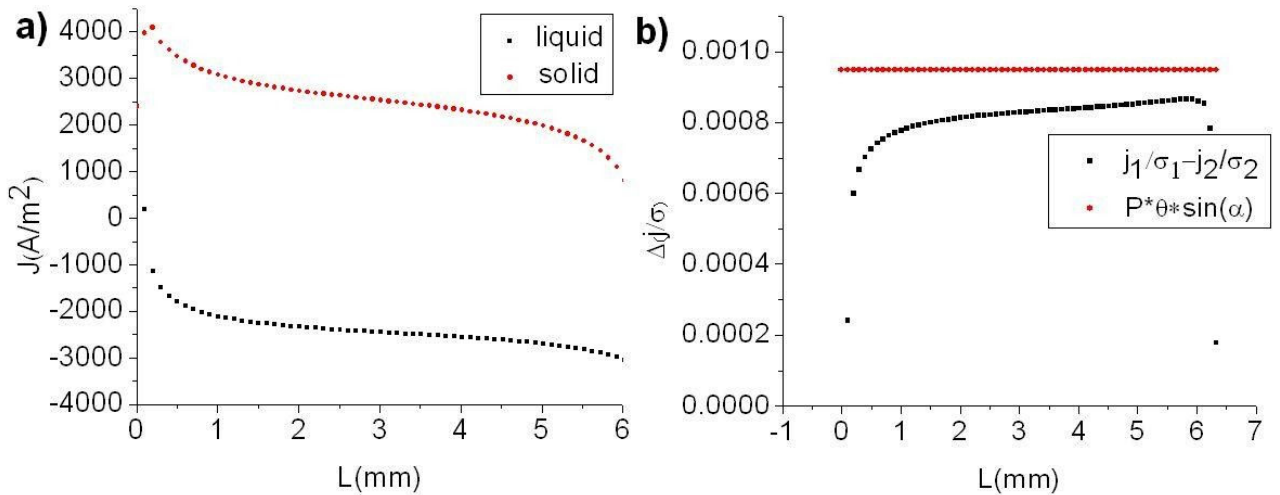 a)
4000
3000
2000
1000
0
-1000
-2000
-3000
-4000
J(A/m²)
liquid
solid
0 1 2 3 4 5 6
L(mm)
b)
0.0010
0.0008
0.0006
0.0004
0.0002
0.0000
Δ(j/σ)
j₁/σ₁–j₂/σ₂
P*θ*sin(α)
-1 0 1 2 3 4 5 6 7
L(mm)